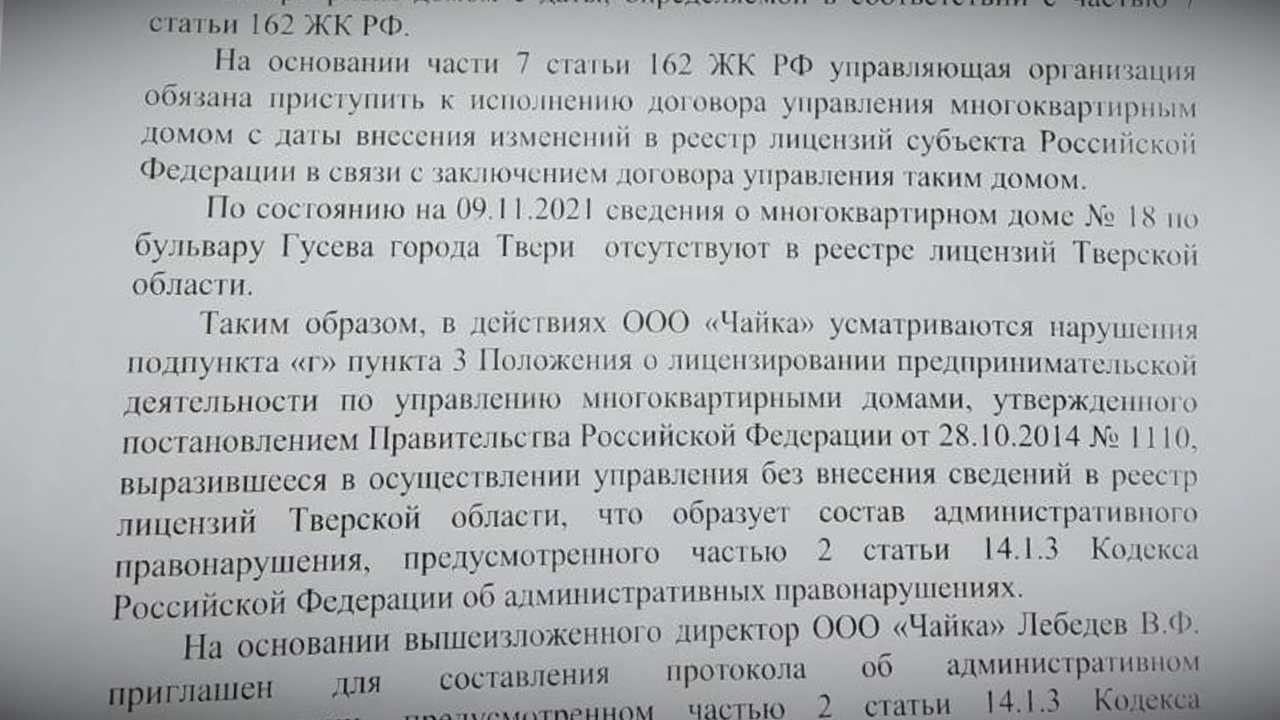 домом с даты, определяемой в соответствии с частью 7
статьи 162 ЖК РФ.
На основании части 7 статьи 162 ЖК РФ управляющая организация
обязана приступить к исполнению договора управления многоквартирным
домом с даты внесения изменений в реестр лицензий субъекта Российской
Федерации в связи с заключением договора управления таким домом.
По состоянию на 09.11.2021 сведения о многоквартирном доме № 18 по
бульвару Гусева города Твери отсутствуют в реестре лицензий Тверской
области.
Таким образом, в действиях ООО «Чайка» усматриваются нарушения
подпункта «г» пункта 3 Положения о лицензировании предпринимательской
деятельности по управлению многоквартирными домами, утвержденного
постановлением Правительства Российской Федерации от 28.10.2014 № 1110,
выразившееся в осуществлении управления без внесения сведений в реестр
лицензий Тверской области, что образует состав административного
правонарушения, предусмотренного частью 2 статьи 14.1.3 Кодекса
Российской Федерации об административных правонарушениях.
На основании вышеизложенного директор ООО «Чайка» Лебедев В.Ф.
приглашен для составления протокола об административном
предусмотренном частью 2 статьи 14.1.3 Кодекса